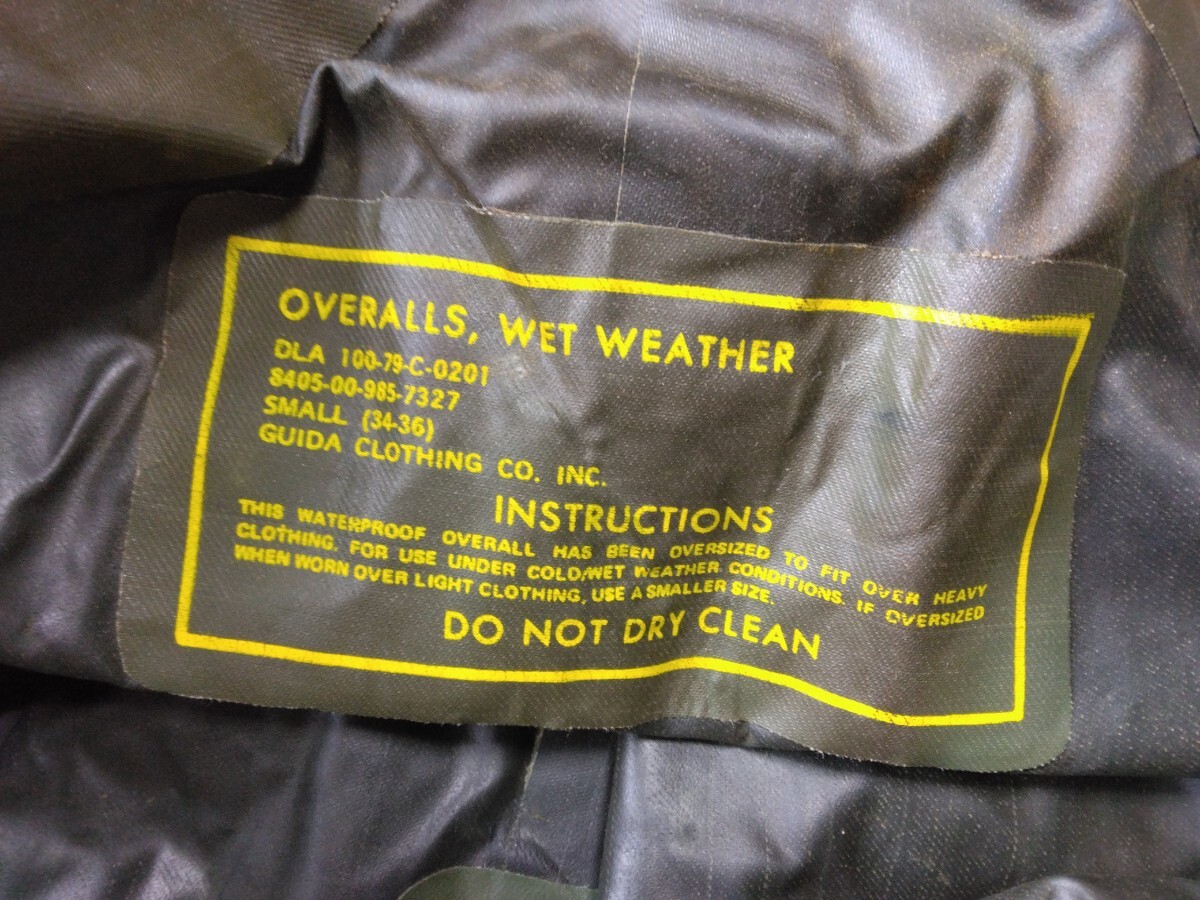 OVERALLS, WET WEATHER
DLA 100-79-C-0201
8405-00-985-7327
SMALL (34-36)
GUIDA CLOTHING CO. INC.
INSTRUCTIONS
THIS WATERPROOF OVERALL HAS BEEN OVERSIZED TO FIT OVER HEAVY
CLOTHING. FOR USE UNDER COLD/WET WEATHER CONDITIONS. IF OVERSIZED
WHEN WORN OVER LIGHT CLOTHING, USE A SMALLER SIZE.
DO NOT DRY CLEAN